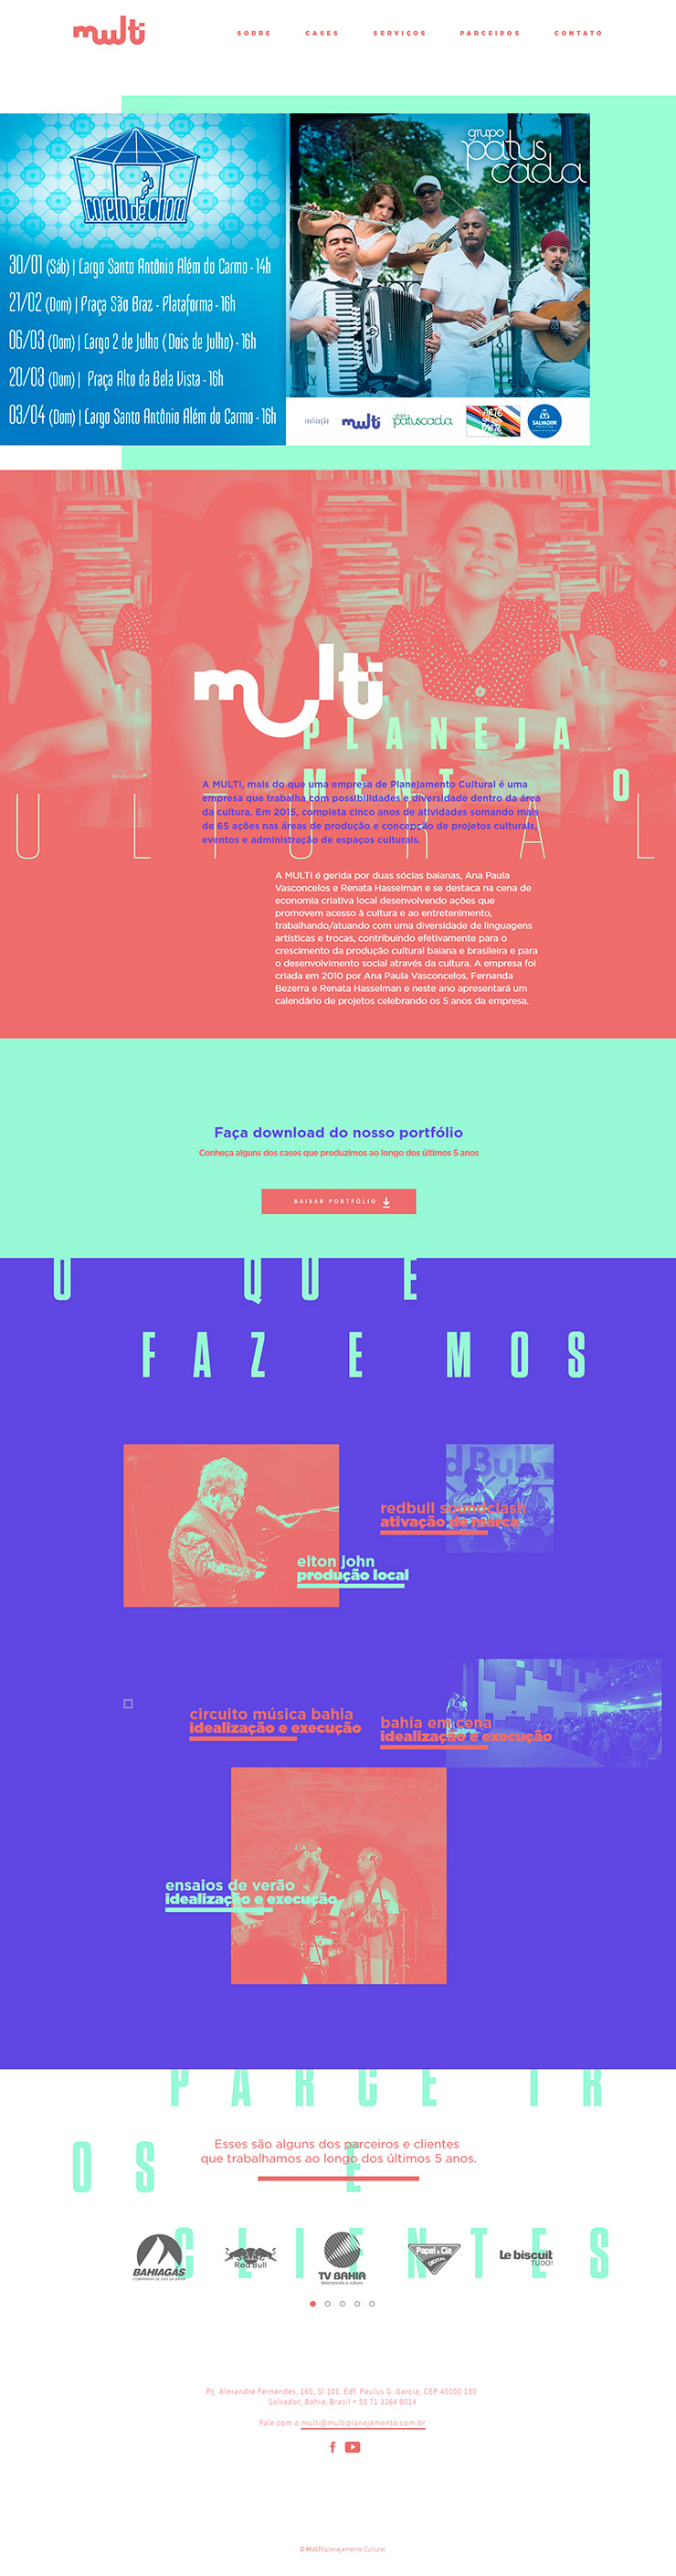 multi
SOBRE CASES SERVIÇOS PARCEIROS CONTATO
coreto de choro
grupo
patus
cada
30/01 (Sáb) | Largo Santo Antônio Além do Carmo - 14h
21/02 (Dom) | Praça São Braz - Plataforma - 16h
06/03 (Dom) | Largo 2 de Julho ( Dois de Julho) - 16h
20/03 (Dom) | Praça Alto da Bela Vista - 16h
03/04 (Dom) | Largo Santo Antônio Além do Carmo - 16h
realização multi patuscada ARTE PARTE SALVADOR
multi
PLANEJA
MENTO
ULTURAL
A MULTI, mais do que uma empresa de Planejamento Cultural é uma
empresa que trabalha com possibilidades e diversidade dentro da área
da cultura. Em 2015, completa cinco anos de atividades somando mais
de 65 ações nas áreas de produção e concepção de projetos culturais,
eventos e administração de espaços culturais.
A MULTI é gerida por duas sócias baianas, Ana Paula
Vasconcelos e Renata Hasselman e se destaca na cena de
economia criativa local desenvolvendo ações que
promovem acesso à cultura e ao entretenimento,
trabalhando/atuando com uma diversidade de linguagens
artísticas e trocas, contribuindo efetivamente para o
crescimento da produção cultural baiana e brasileira e para
o desenvolvimento social através da cultura. A empresa foi
criada em 2010 por Ana Paula Vasconcelos, Fernanda
Bezerra e Renata Hasselman e neste ano apresentará um
calendário de projetos celebrando os 5 anos da empresa.
Faça download do nosso portfólio
Conheça alguns dos cases que produzimos ao longo dos últimos 5 anos
BAIXAR PORTFÓLIO
O QUE
FAZEMOS
d Bull
redbull soundclash
ativação de marca
elton john
produção local
circuito música bahia
idealização e execução
bahia em cena
idealização e execução
ensaios de verão
idealização e execução
PARCEIR
OS E
Esses são alguns dos parceiros e clientes
que trabalhamos ao longo dos últimos 5 anos.
CLIENTES
BAHIAGÁS
Red Bull
TV BAHIA
Papel & Cia
DIGITAL
Le biscuit
TUDO!
Pç. Alexandre Fernandes, 160, Sl 101, Edf. Paulus G. Garcia, CEP 40100 130
Salvador, Bahia, Brasil + 55 71 3264 0014
Fale com a multi@multiplanejamento.com.br
© MULTI planejamento Cultural